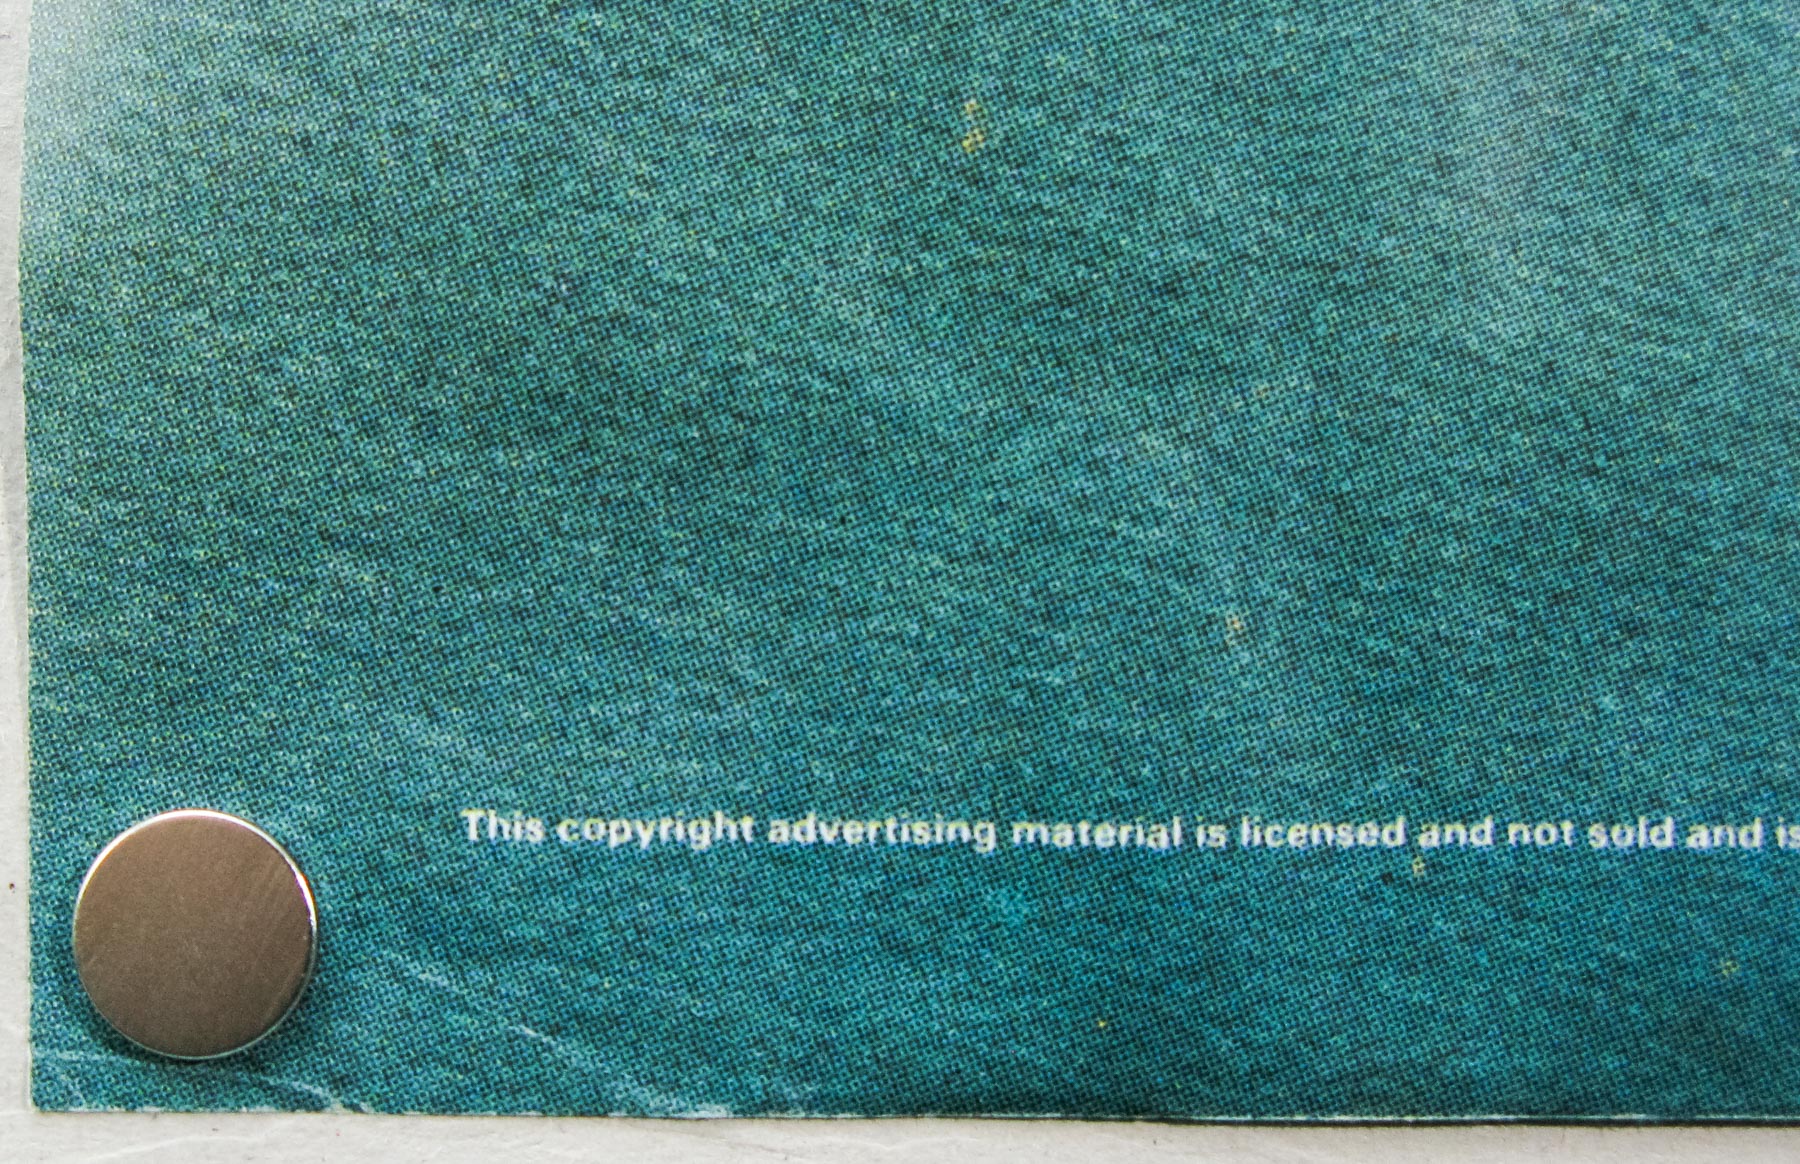 This copyright advertising material is licensed and not sold and is